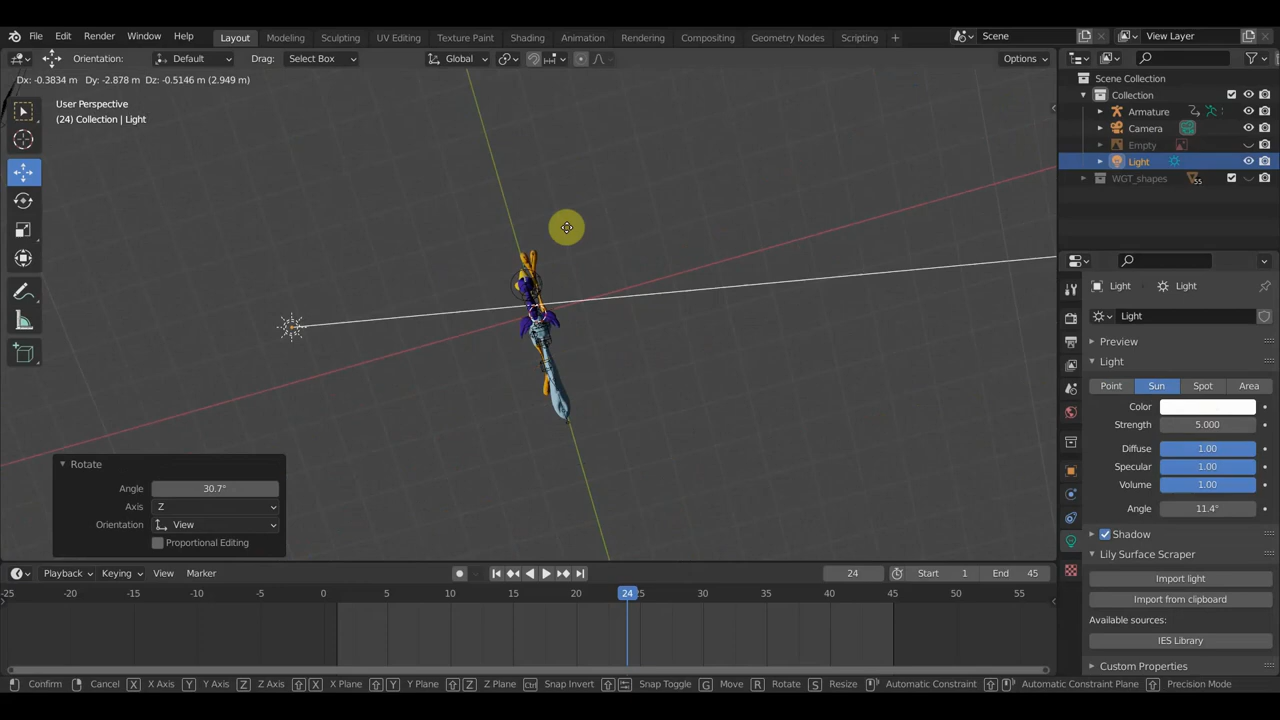 File Edit Render Window Help Layout Modeling Sculpting UV Editing Texture Paint Shading Animation Rendering Compositing Geometry Nodes Scripting + Scene View Layer
Orientation: Default Drag: Select Box Global Options
Dx: -0.3834 m Dy: -2.878 m Dz: -0.5146 m (2.949 m)
User Perspective
(24) Collection | Light
Scene Collection
Collection
Armature
Camera
Empty
Light
WGT_shapes 55
Light Light
Light
Preview
Light
Point Sun Spot Area
Color
Strength 5.000
Diffuse 1.00
Specular 1.00
Volume 1.00
Angle 11.4°
Shadow
Lily Surface Scraper
Import light
Import from clipboard
Available sources:
IES Library
Custom Properties
Rotate
Angle 30.7°
Axis Z
Orientation View
Proportional Editing
Playback Keying View Marker 24 Start 1 End 45
-25 -20 -15 -10 -5 0 5 10 15 20 24 25 30 35 40 45 50 55
Confirm Cancel X X Axis Y Y Axis Z Z Axis X X Plane Y Y Plane Z Z Plane Snap Invert Snap Toggle G Move R Rotate S Resize Automatic Constraint Automatic Constraint Plane Precision Mode